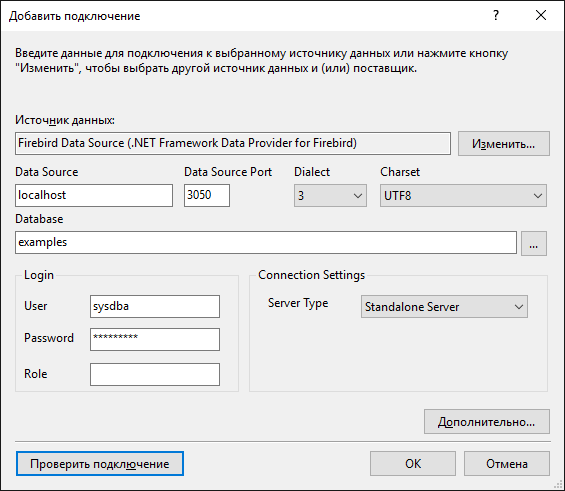 Добавить подключение
Введите данные для подключения к выбранному источнику данных или нажмите кнопку
"Изменить", чтобы выбрать другой источник данных и (или) поставщик.
Источник данных:
Firebird Data Source (.NET Framework Data Provider for Firebird)
Изменить...
Data Source
Data Source Port
Dialect
Charset
localhost
3050
3
UTF8
Database
examples
...
Login
Connection Settings
User
sysdba
Server Type
Standalone Server
Password
*********
Role
Дополнительно...
Проверить подключение
ОК
Отмена